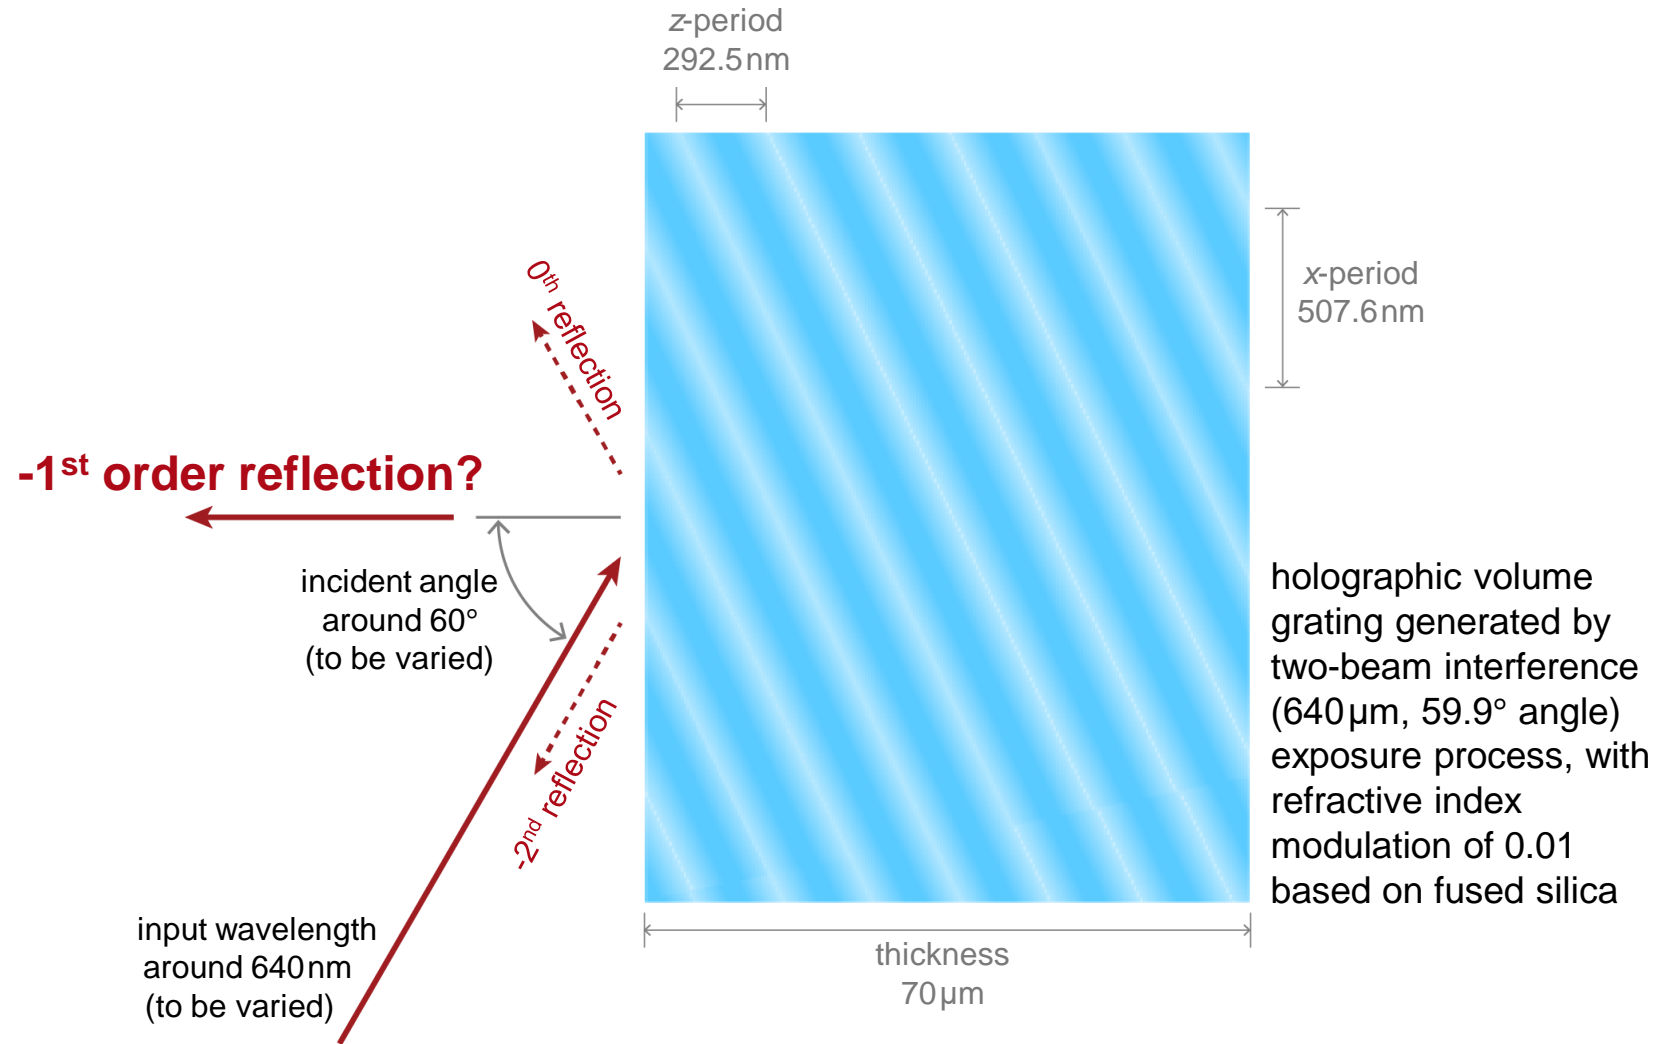 z-period
292.5 nm
0th reflection
x-period
507.6 nm
-1st order reflection?
incident angle
around 60°
(to be varied)
-2nd reflection
holographic volume
grating generated by
two-beam interference
(640 µm, 59.9° angle)
exposure process, with
refractive index
modulation of 0.01
based on fused silica
input wavelength
around 640 nm
(to be varied)
thickness
70 µm